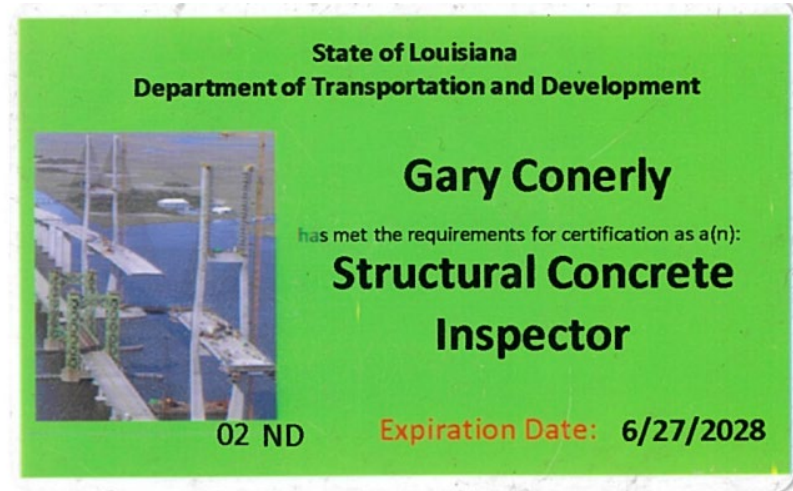 State of Louisiana
Department of Transportation and Development
Gary Conerly
has met the requirements for certification as a(n):
Structural Concrete
Inspector
02 ND
Expiration Date: 6/27/2028